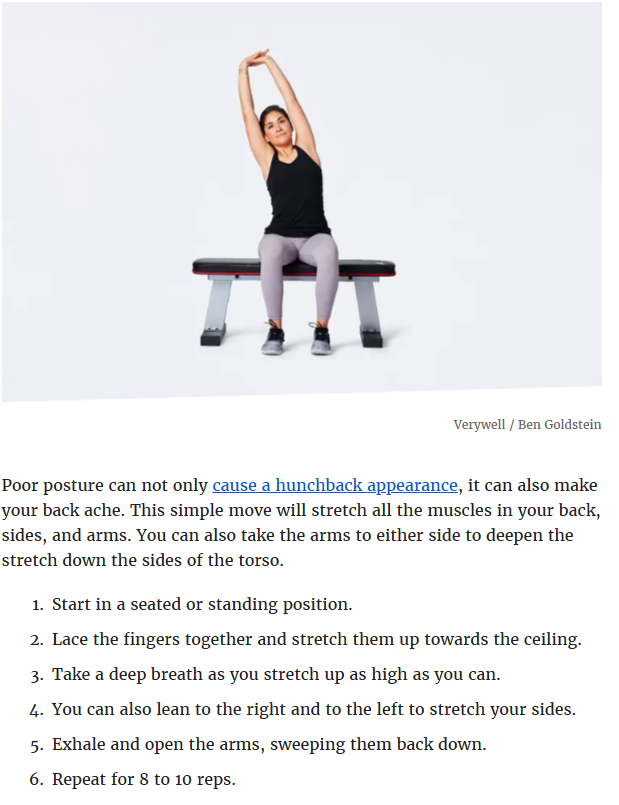 Verywell / Ben Goldstein
Poor posture can not only cause a hunchback appearance, it can also make
your back ache. This simple move will stretch all the muscles in your back,
sides, and arms. You can also take the arms to either side to deepen the
stretch down the sides of the torso.
1. Start in a seated or standing position.
2. Lace the fingers together and stretch them up towards the ceiling.
3. Take a deep breath as you stretch up as high as you can.
4. You can also lean to the right and to the left to stretch your sides.
5. Exhale and open the arms, sweeping them back down.
6. Repeat for 8 to 10 reps.